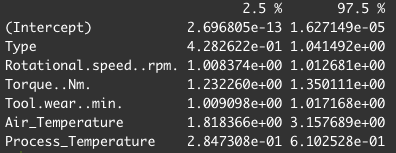 2.5 % 97.5 %
(Intercept) 2.696805e-13 1.627149e-05
Type 4.282622e-01 1.041492e+00
Rotational.speed..rpm. 1.008374e+00 1.012681e+00
Torque..Nm. 1.232260e+00 1.350111e+00
Tool.wear..min. 1.009098e+00 1.017168e+00
Air_Temperature 1.818366e+00 3.157689e+00
Process_Temperature 2.847308e-01 6.102528e-01